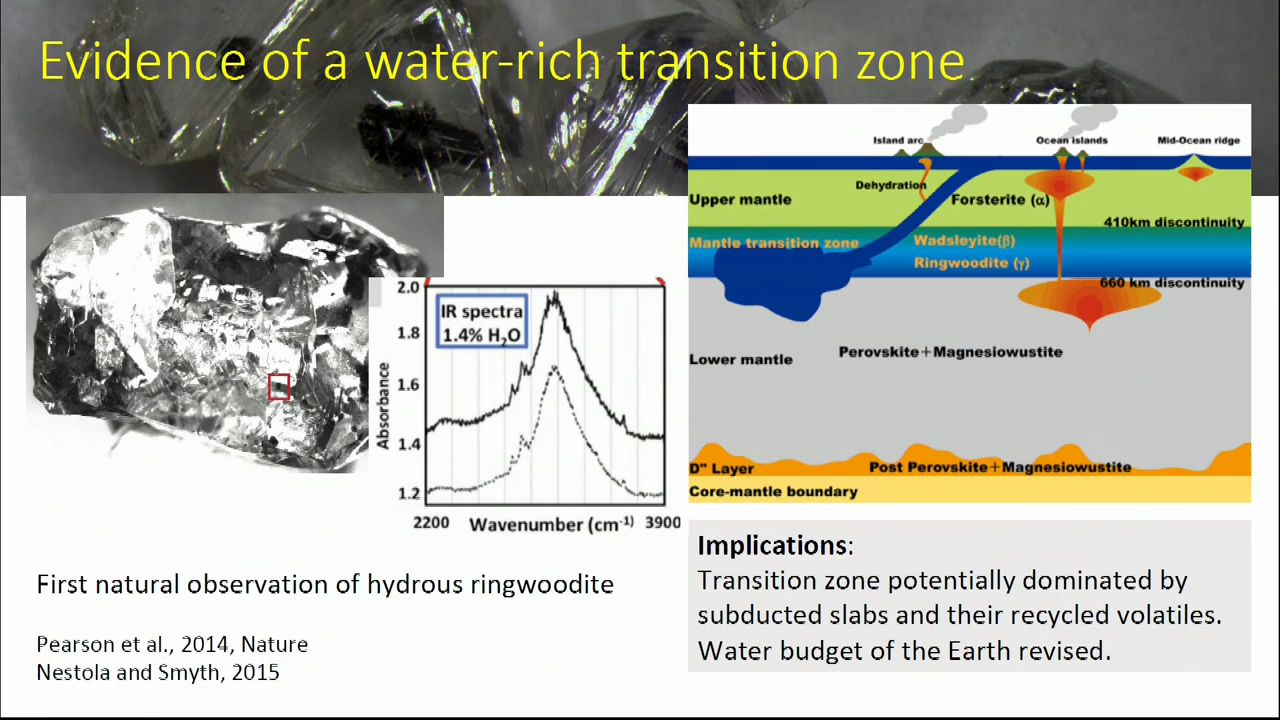 Evidence of a water-rich transition zone
Island arc
Ocean islands
Mid-Ocean ridge
Dehydration
Upper mantle
Forsterite (α)
410km discontinuity
Mantle transition zone
Wadsleyite(β)
Ringwoodite (γ)
660 km discontinuity
Lower mantle
Perovskite+Magnesiowustite
D" Layer
Post Perovskite+Magnesiowustite
Core-mantle boundary
2.0
1.8
1.6
1.4
1.2
Absorbance
IR spectra
1.4% H₂O
2200
Wavenumber (cm⁻¹)
3900
First natural observation of hydrous ringwoodite
Pearson et al., 2014, Nature
Nestola and Smyth, 2015
Implications:
Transition zone potentially dominated by
subducted slabs and their recycled volatiles.
Water budget of the Earth revised.